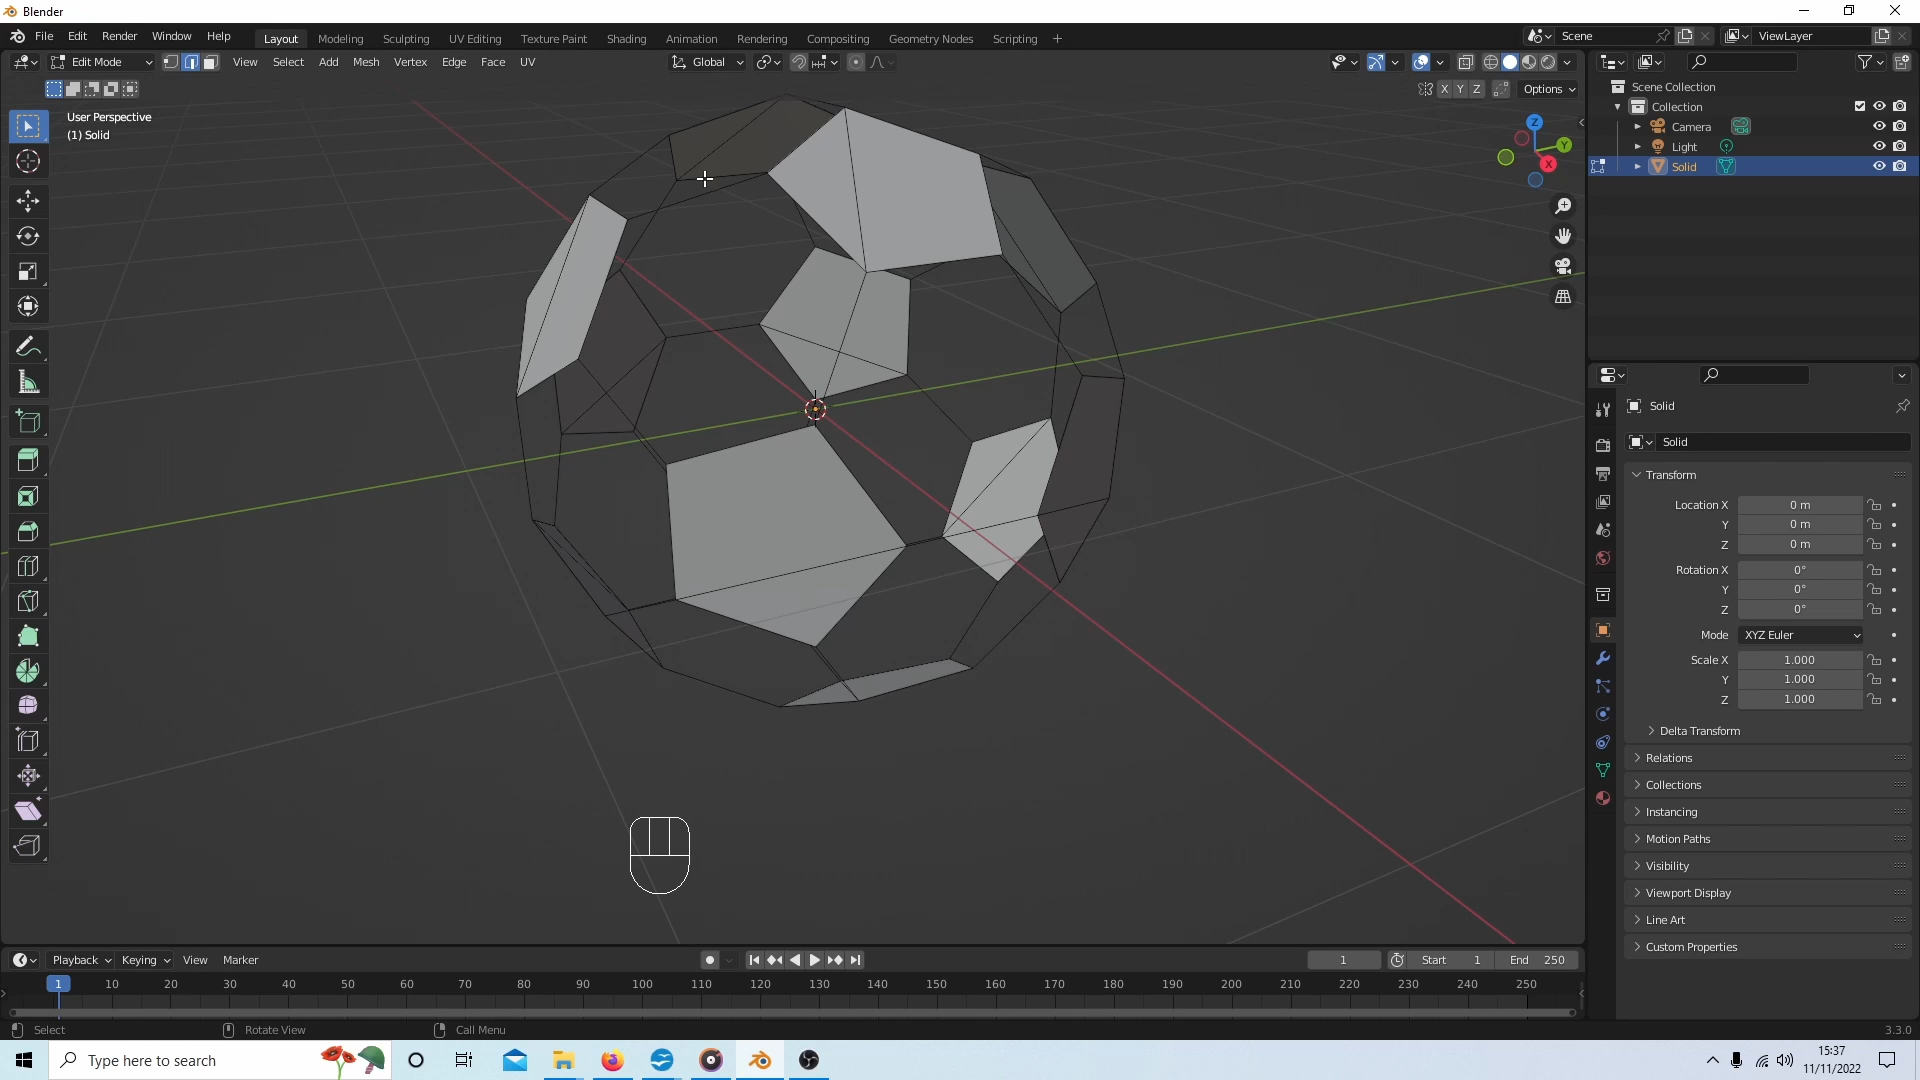 Blender
File Edit Render Window Help Layout Modeling Sculpting UV Editing Texture Paint Shading Animation Rendering Compositing Geometry Nodes Scripting + Scene ViewLayer
Edit Mode View Select Add Mesh Vertex Edge Face UV Global
X Y Z Options
User Perspective
(1) Solid
Z
Y
X
Scene Collection
Collection
Camera
Light
Solid
Solid
Solid
Transform
Location X 0 m
Y 0 m
Z 0 m
Rotation X 0°
Y 0°
Z 0°
Mode XYZ Euler
Scale X 1.000
Y 1.000
Z 1.000
Delta Transform
Relations
Collections
Instancing
Motion Paths
Visibility
Viewport Display
Line Art
Custom Properties
Playback Keying View Marker 1 Start 1 End 250
1 10 20 30 40 50 60 70 80 90 100 110 120 130 140 150 160 170 180 190 200 210 220 230 240 250
Select Rotate View Call Menu 3.3.0
Type here to search
15:37
11/11/2022